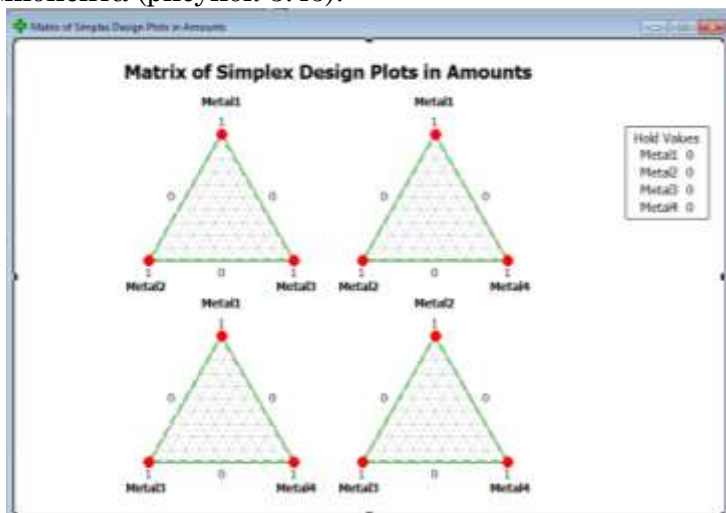 (рисунок
Matrix of Simplex Design Plots in Amounts
Matrix of Simplex Design Plots in Amounts
Metal1 Metal1
1 1
Hold Values
Metal1 0
Metal2 0
Metal3 0
Metal4 0
0 0 0 0
1 0 1 1 0 1
Metal2 Metal3 Metal2 Metal4
Metal1 Metal2
1 1
0 0 0 0
1 0 1 1 0 1
Metal3 Metal4 Metal3 Metal4